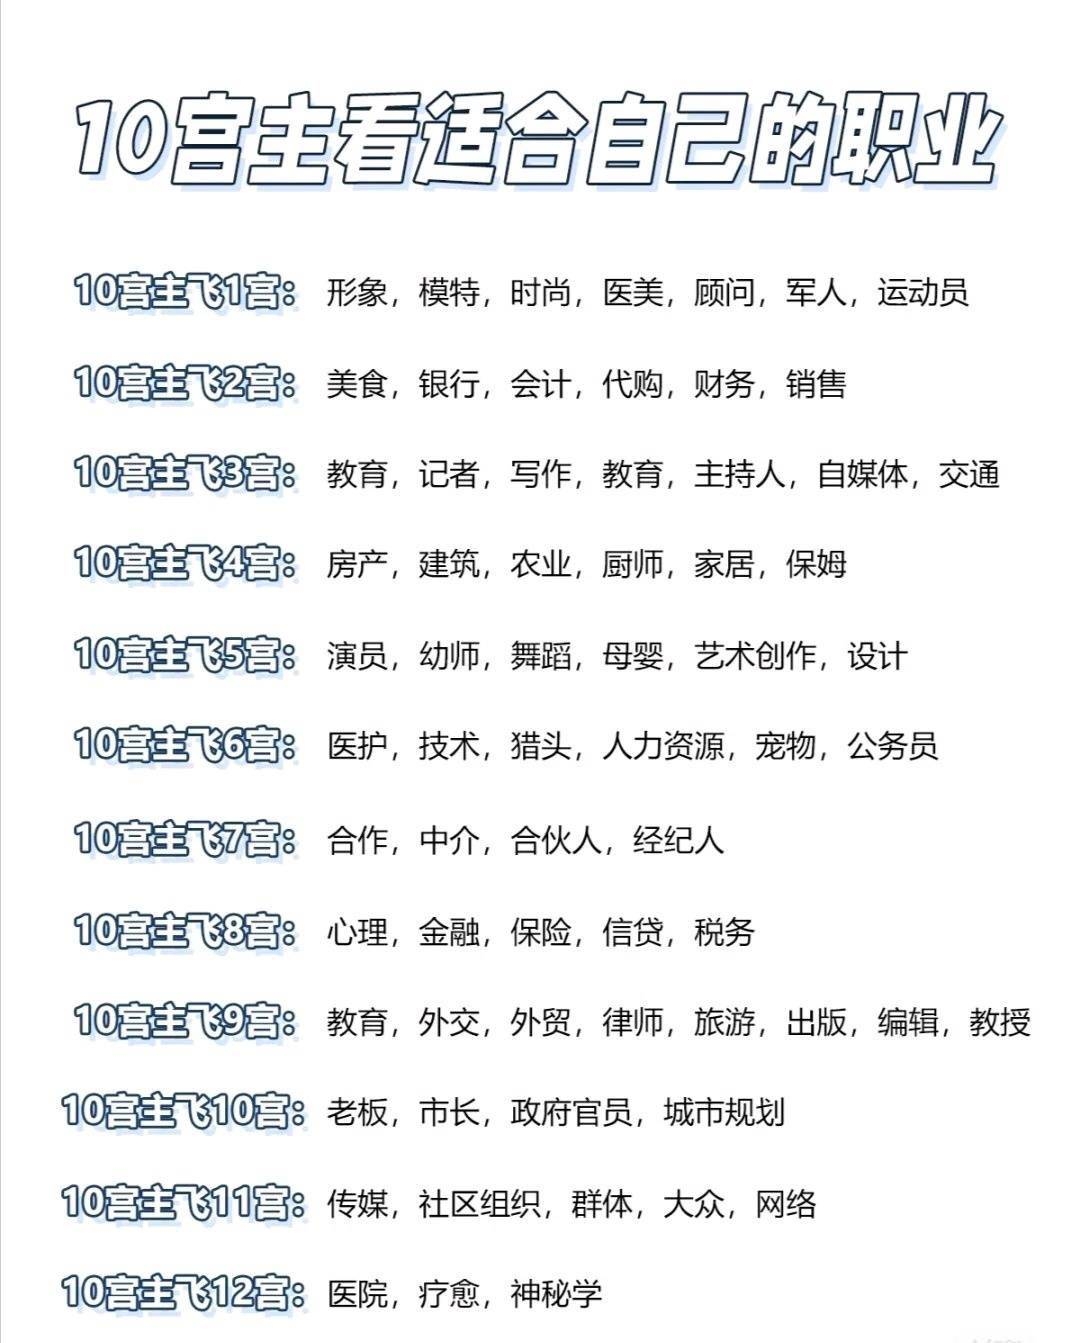 10宫主看适合自己的职业
10宫主飞1宫：形象，模特，时尚，医美，顾问，军人，运动员
10宫主飞2宫：美食，银行，会计，代购，财务，销售
10宫主飞3宫：教育，记者，写作，教育，主持人，自媒体，交通
10宫主飞4宫：房产，建筑，农业，厨师，家居，保姆
10宫主飞5宫：演员，幼师，舞蹈，母婴，艺术创作，设计
10宫主飞6宫：医护，技术，猎头，人力资源，宠物，公务员
10宫主飞7宫：合作，中介，合伙人，经纪人
10宫主飞8宫：心理，金融，保险，信贷，税务
10宫主飞9宫：教育，外交，外贸，律师，旅游，出版，编辑，教授
10宫主飞10宫：老板，市长，政府官员，城市规划
10宫主飞11宫：传媒，社区组织，群体，大众，网络
10宫主飞12宫：医院，疗愈，神秘学